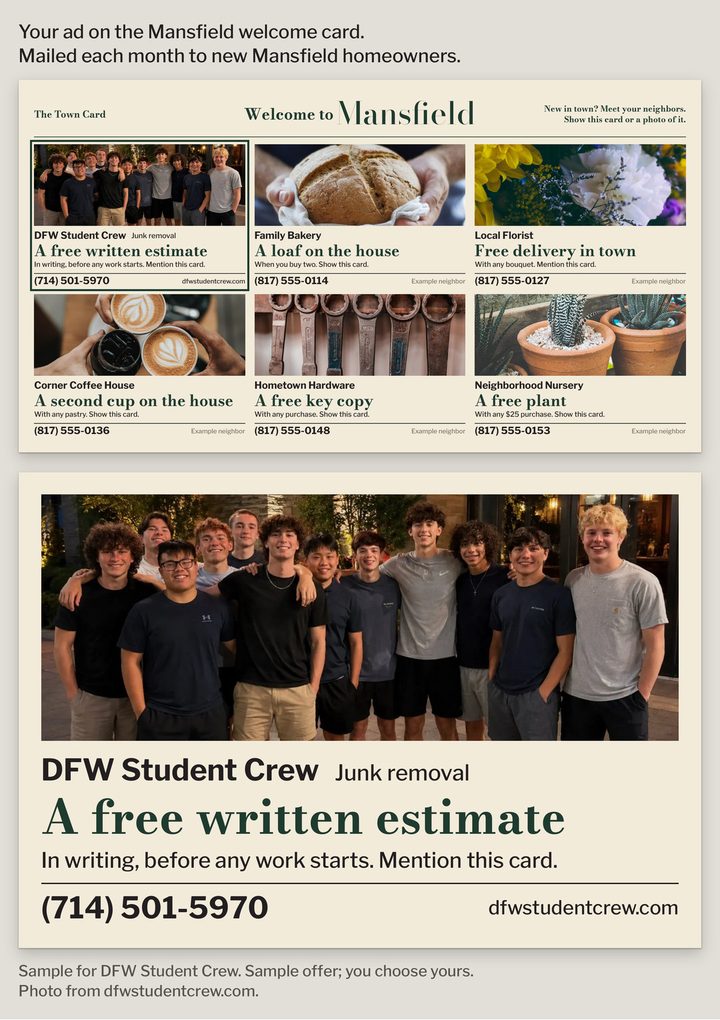 Your ad on the Mansfield welcome card.
Mailed each month to new Mansfield homeowners.
The Town Card
Welcome to Mansfield
New in town? Meet your neighbors.
Show this card or a photo of it.
DFW Student Crew Junk removal
A free written estimate
In writing, before any work starts. Mention this card.
(714) 501-5970 dfwstudentcrew.com
Family Bakery
A loaf on the house
When you buy two. Show this card.
(817) 555-0114 Example neighbor
Local Florist
Free delivery in town
With any bouquet. Mention this card.
(817) 555-0127 Example neighbor
Corner Coffee House
A second cup on the house
With any pastry. Show this card.
(817) 555-0136 Example neighbor
Hometown Hardware
A free key copy
With any purchase. Show this card.
(817) 555-0148 Example neighbor
Neighborhood Nursery
A free plant
With any $25 purchase. Show this card.
(817) 555-0153 Example neighbor
DFW Student Crew Junk removal
A free written estimate
In writing, before any work starts. Mention this card.
(714) 501-5970 dfwstudentcrew.com
Sample for DFW Student Crew. Sample offer; you choose yours.
Photo from dfwstudentcrew.com.